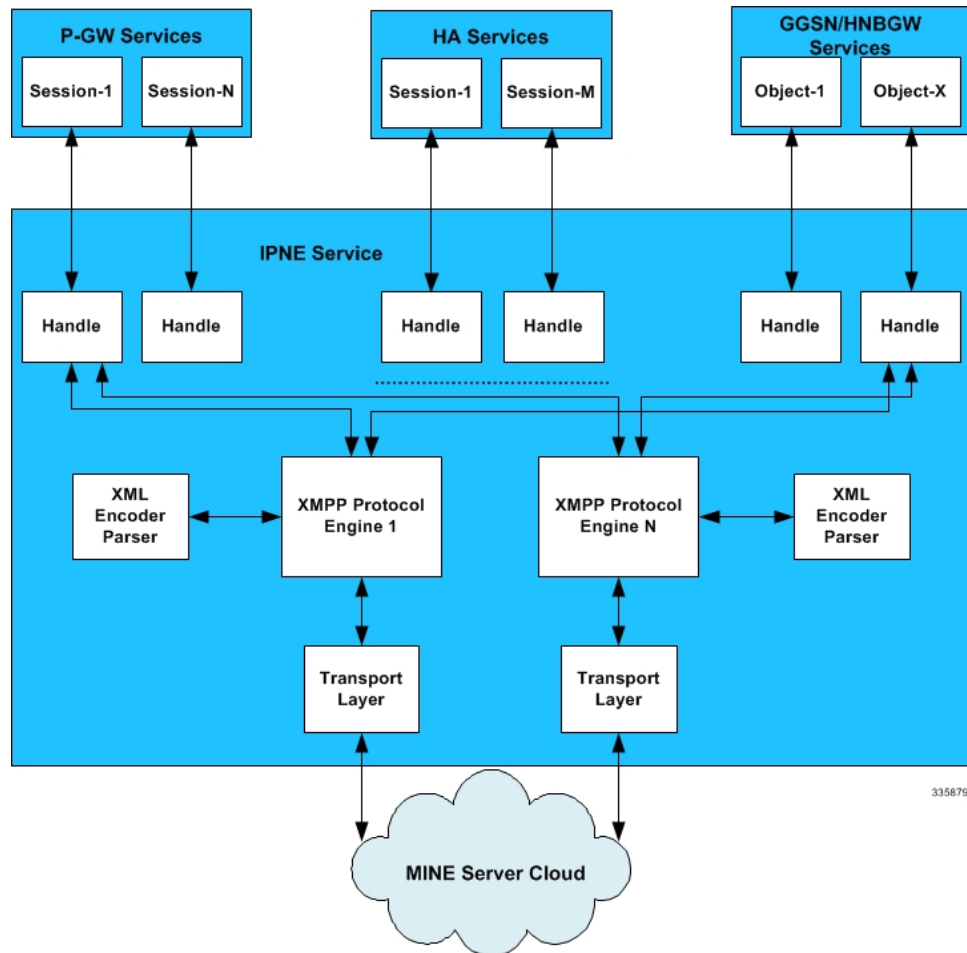 P-GW Services
HA Services
GGSN/HNBGW
Services
Session-1
Session-N
Session-1
Session-M
Object-1
Object-X
IPNE Service
Handle
Handle
Handle
Handle
Handle
Handle
XML
Encoder
Parser
XMPP Protocol
Engine 1
XMPP Protocol
Engine N
XML
Encoder
Parser
Transport
Layer
Transport
Layer
335879
MINE Server Cloud